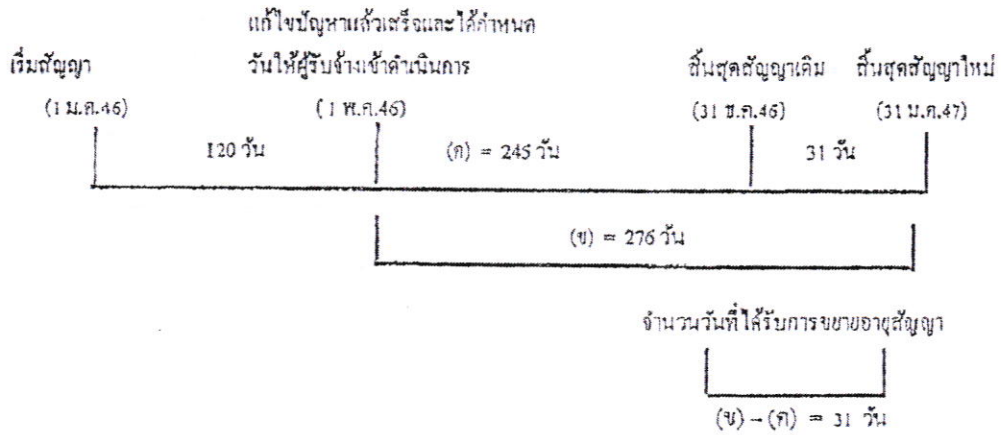 แก้ไขปัญหาแล้วเสร็จและได้กำหนด
เริ่มสัญญา วันให้ผู้รับจ้างเข้าดำเนินการ สิ้นสุดสัญญาเดิม สิ้นสุดสัญญาใหม่
(1 ม.ค.46) (1 พ.ค.46) (31 ธ.ค.46) (31 ม.ค.47)
120 วัน (ค) = 245 วัน 31 วัน
(ข) = 276 วัน
จำนวนวันที่ได้รับการขยายอายุสัญญา
(ข) – (ค) = 31 วัน